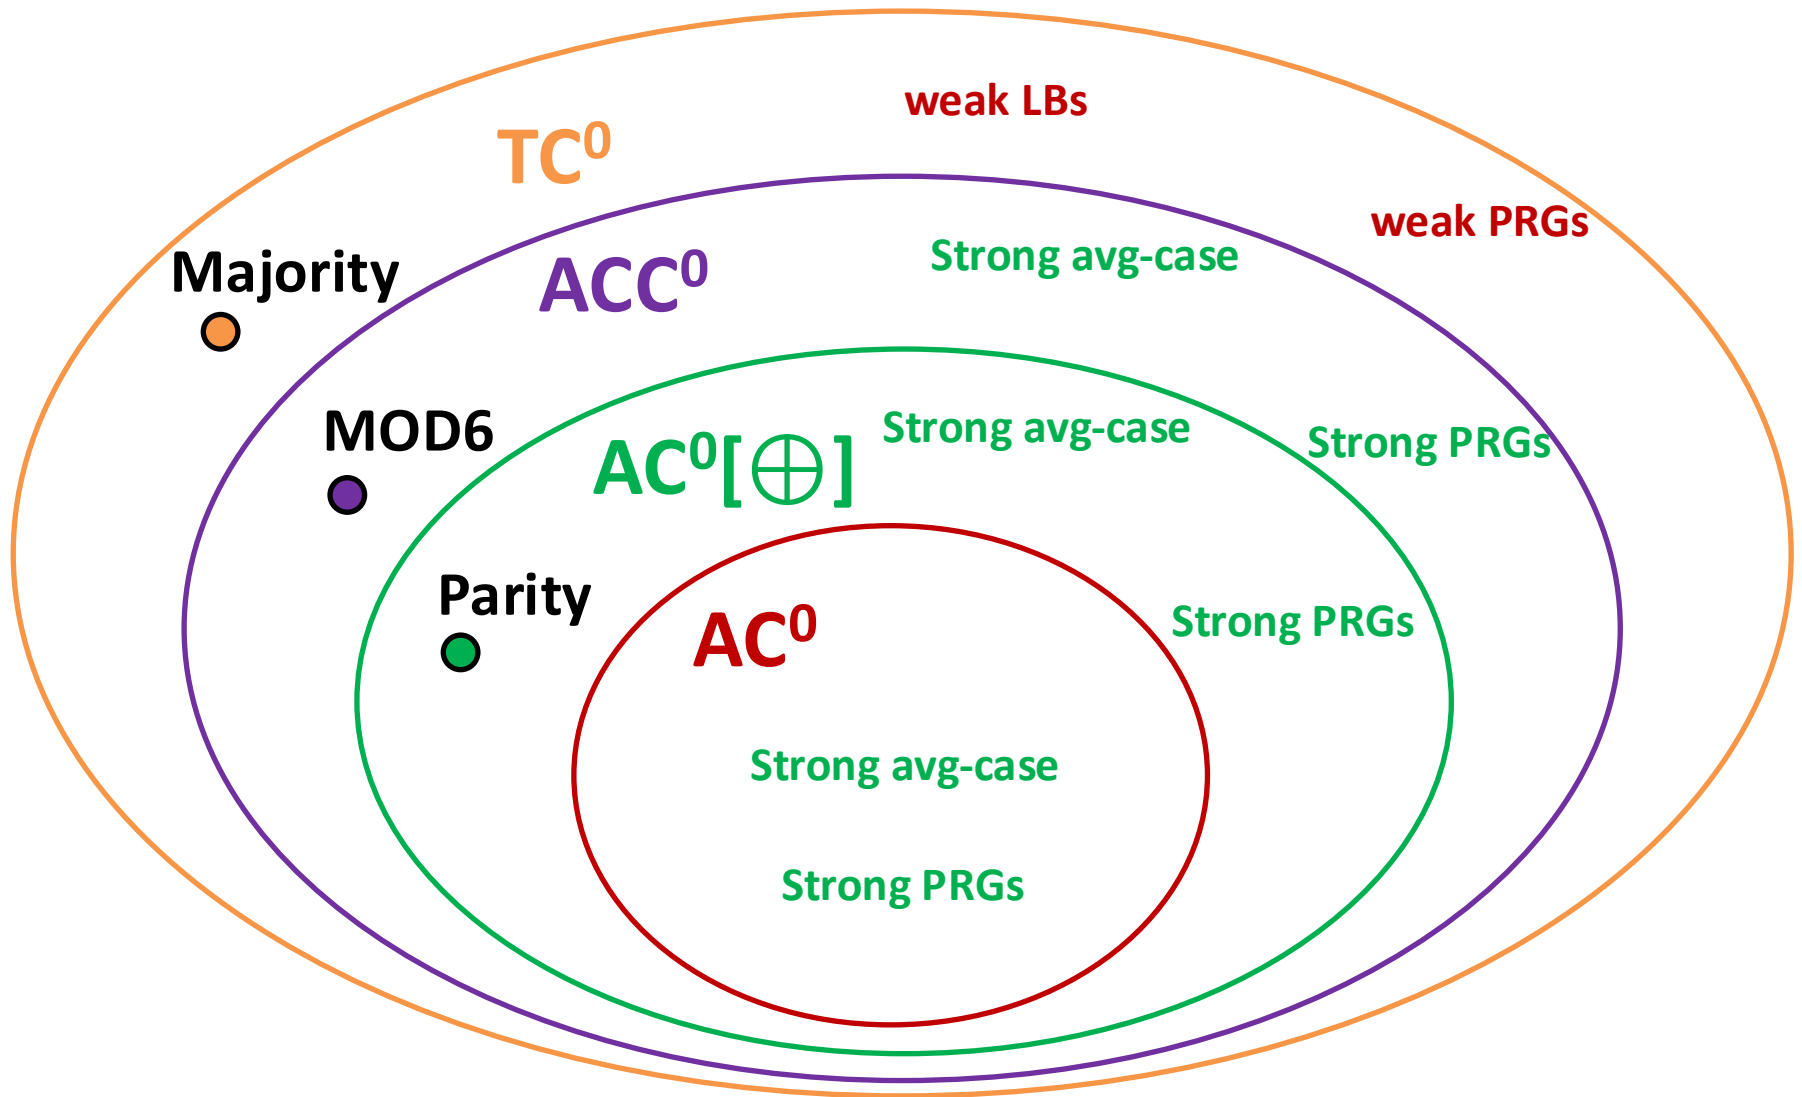 weak LBs
TC⁰
weak PRGs
Majority
Strong avg-case
ACC⁰
MOD6
Strong avg-case
Strong PRGs
AC⁰[⊕]
Parity
Strong PRGs
AC⁰
Strong avg-case
Strong PRGs